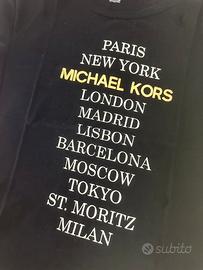 PARIS
NEW YORK
MICHAEL KORS
LONDON
MADRID
LISBON
BARCELONA
MOSCOW
TOKYO
ST. MORITZ
MILAN
subito